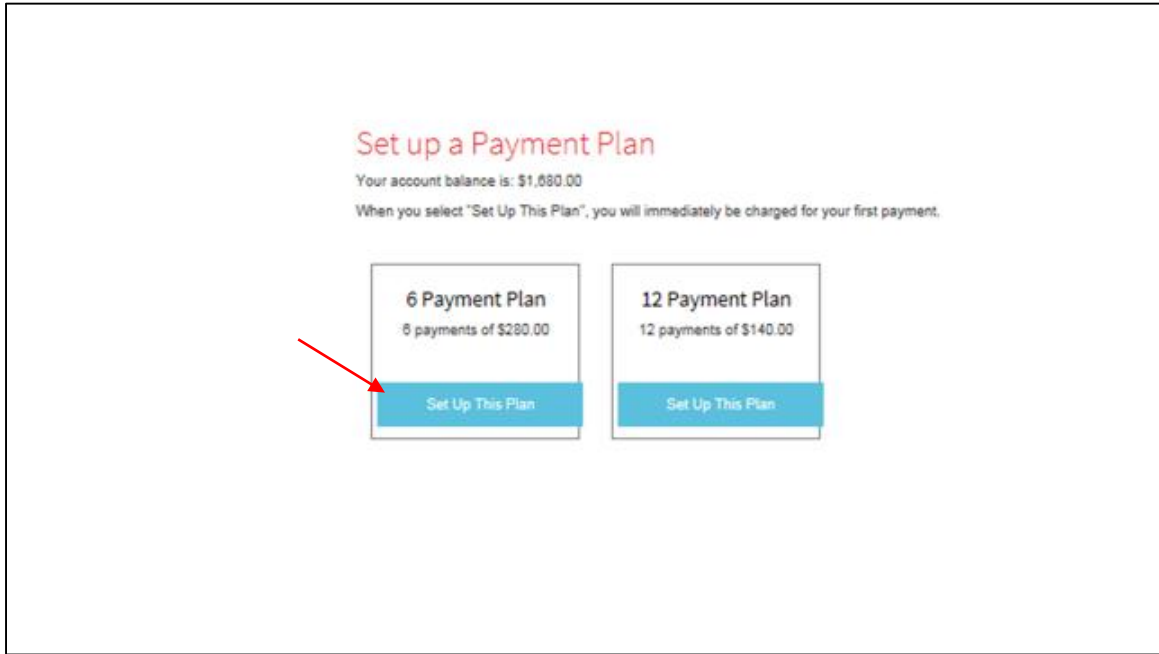 Set up a Payment Plan
Your account balance is: $1,680.00
When you select "Set Up This Plan", you will immediately be charged for your first payment.
6 Payment Plan
6 payments of $280.00
Set Up This Plan
12 Payment Plan
12 payments of $140.00
Set Up This Plan